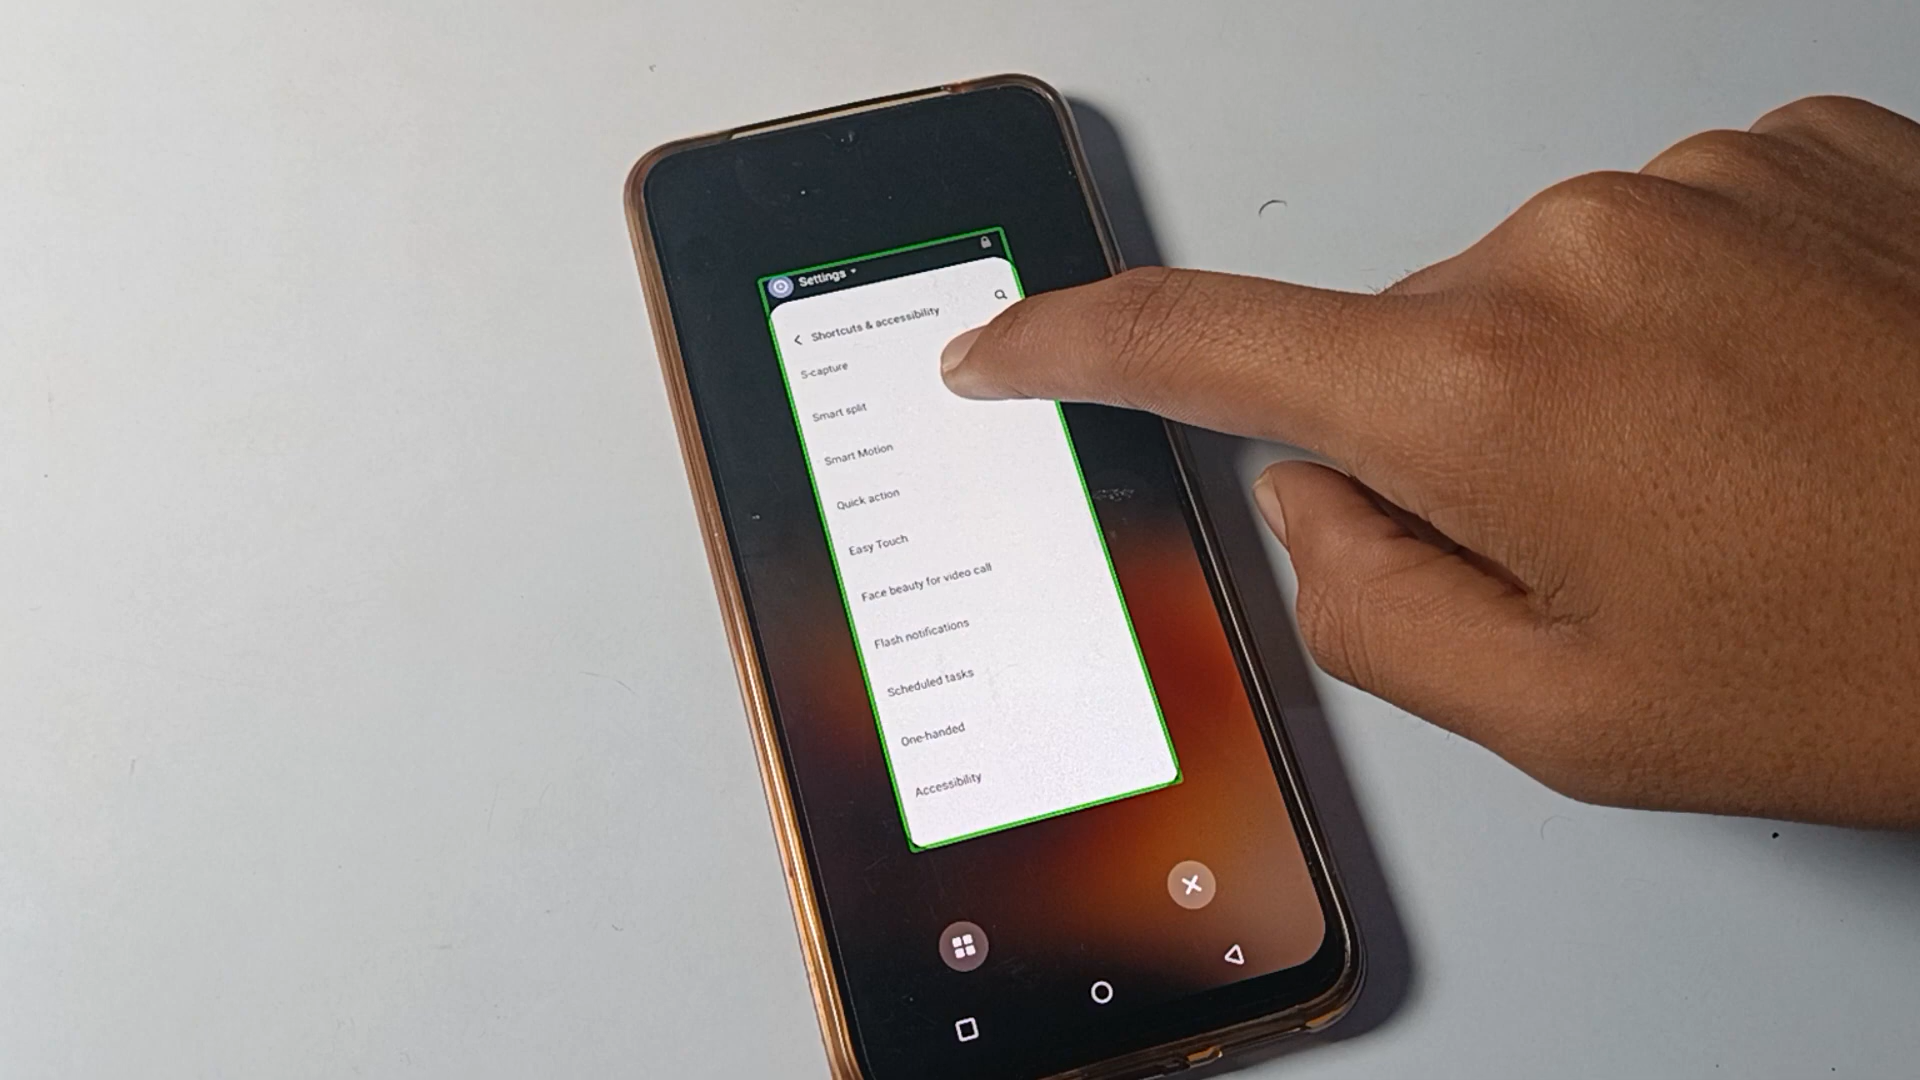 Settings
Shortcuts & accessibility
S-capture
Smart split
Smart Motion
Quick action
Easy Touch
Face beauty for video call
Flash notifications
Scheduled tasks
One-handed
Accessibility